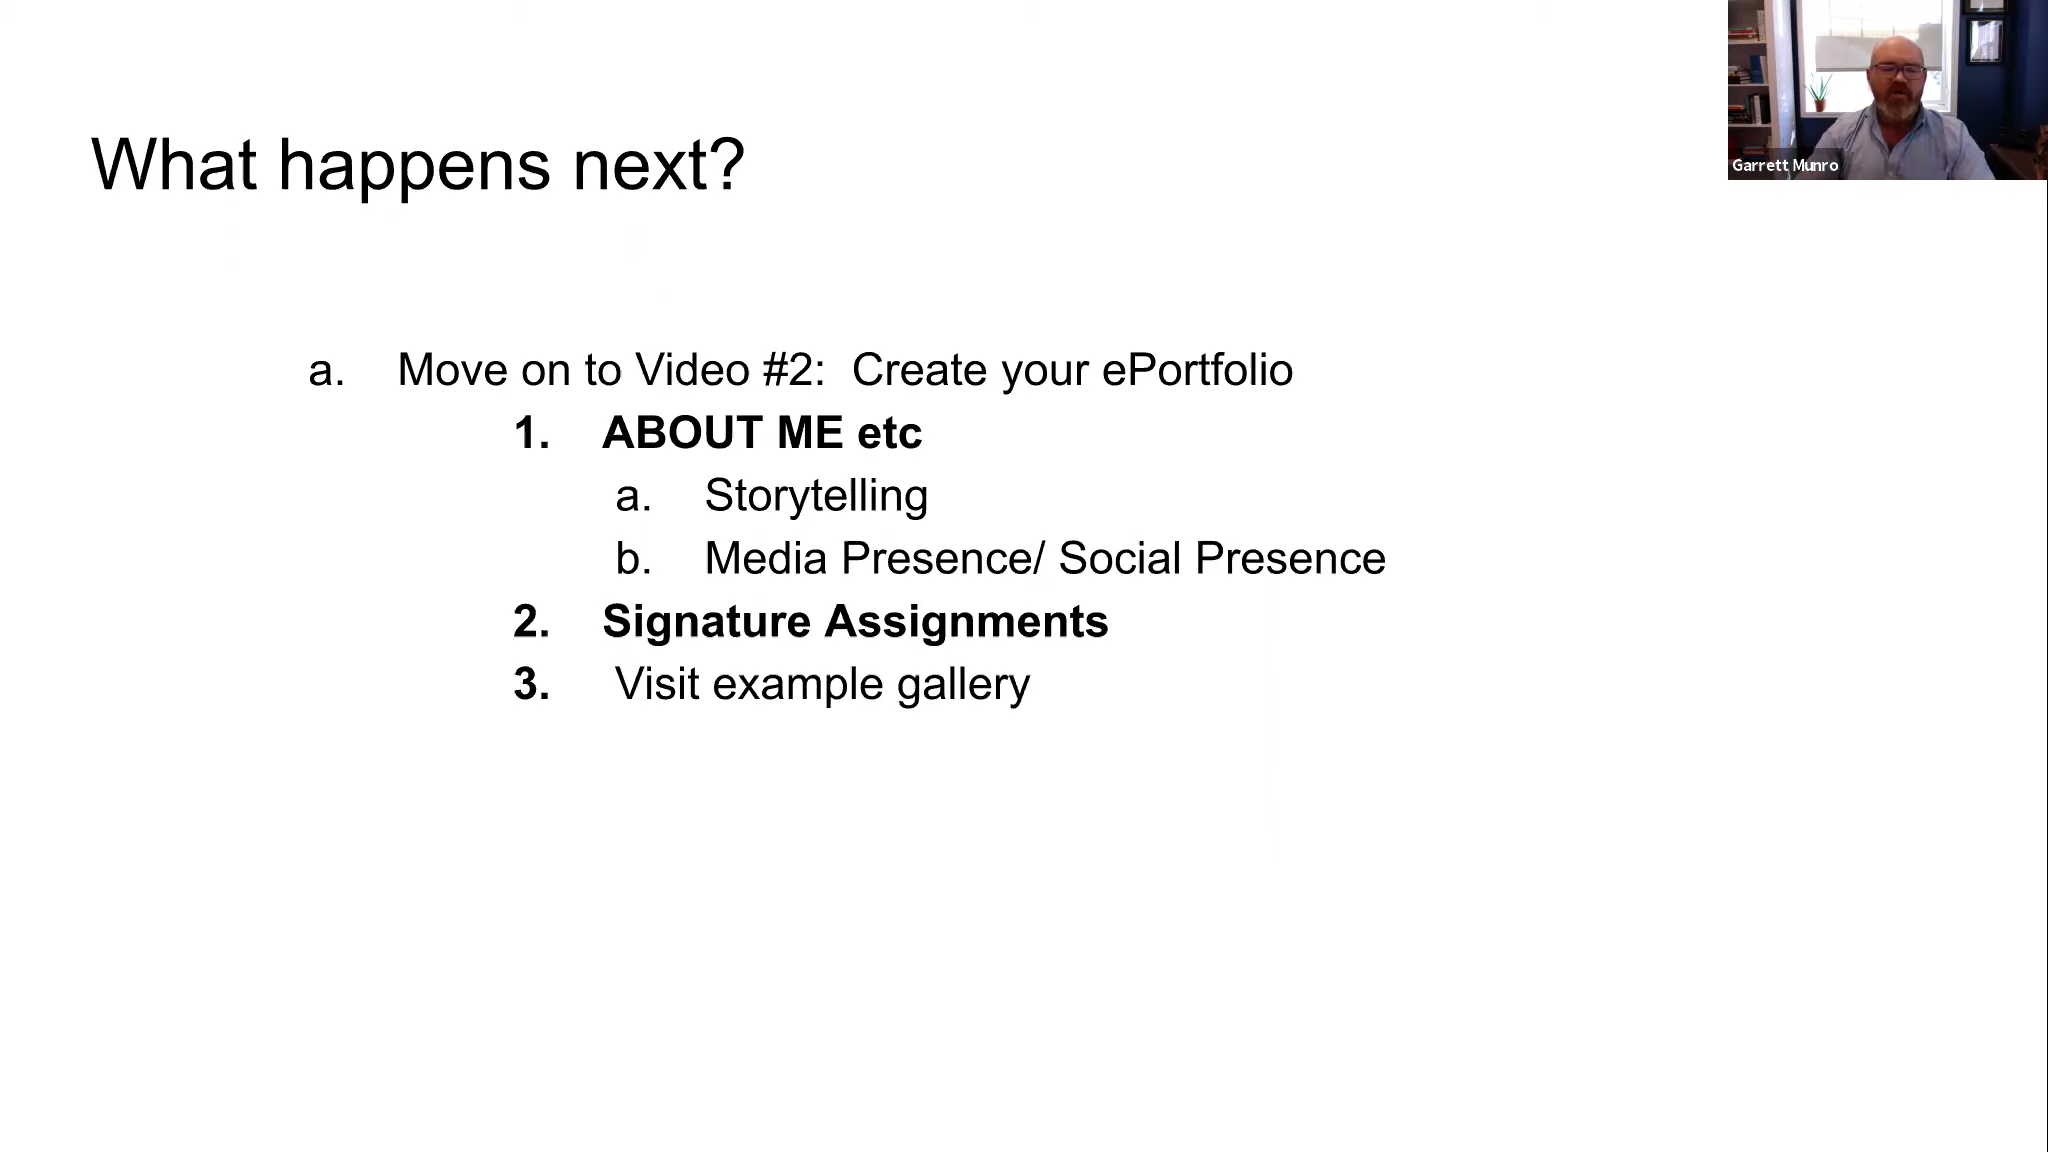 What happens next?
Garrett Munro
a. Move on to Video #2: Create your ePortfolio
1. ABOUT ME etc
a. Storytelling
b. Media Presence/ Social Presence
2. Signature Assignments
3. Visit example gallery